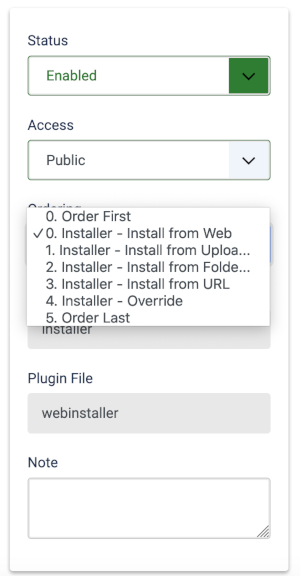 Status
Enabled
Access
Public
Ordering
0. Order First
✓0. Installer - Install from Web
1. Installer - Install from Uploa...
2. Installer - Install from Folde...
3. Installer - Install from URL
4. Installer - Override
5. Order Last
installer
Plugin File
webinstaller
Note